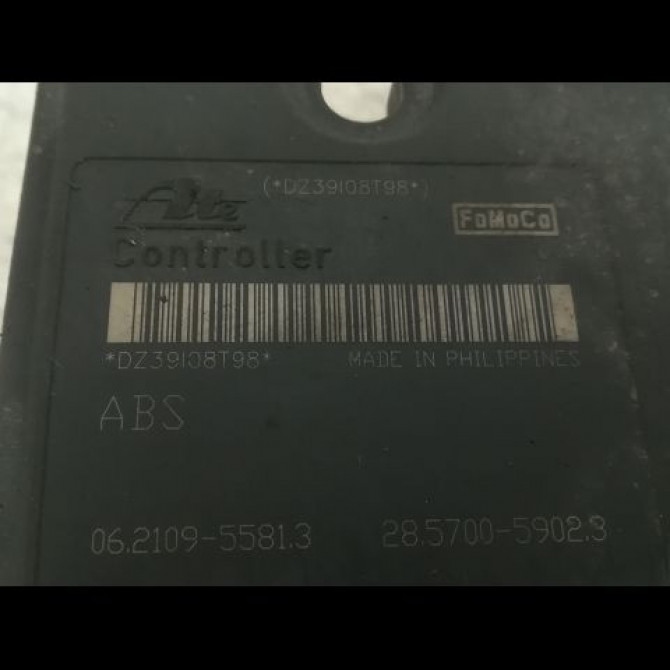 (*DZ39I08T98*)
Ate
FoMoCo
Controller
*DZ39I08T98* MADE IN PHILIPPINES
ABS
06.2109-5581.3 28.5700-5902.3